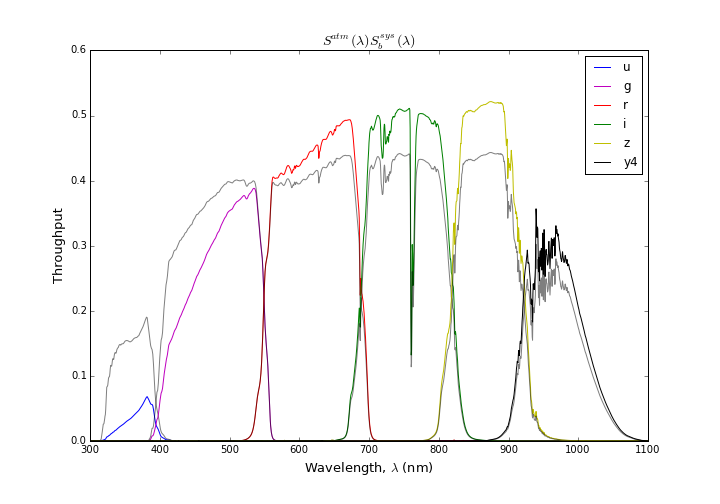 S^{atm}(λ)S_b^{sys}(λ)
0.6
0.5
0.4
0.3
0.2
0.1
0.0
Throughput
300 400 500 600 700 800 900 1000 1100
Wavelength, λ (nm)
u
g
r
i
z
y4